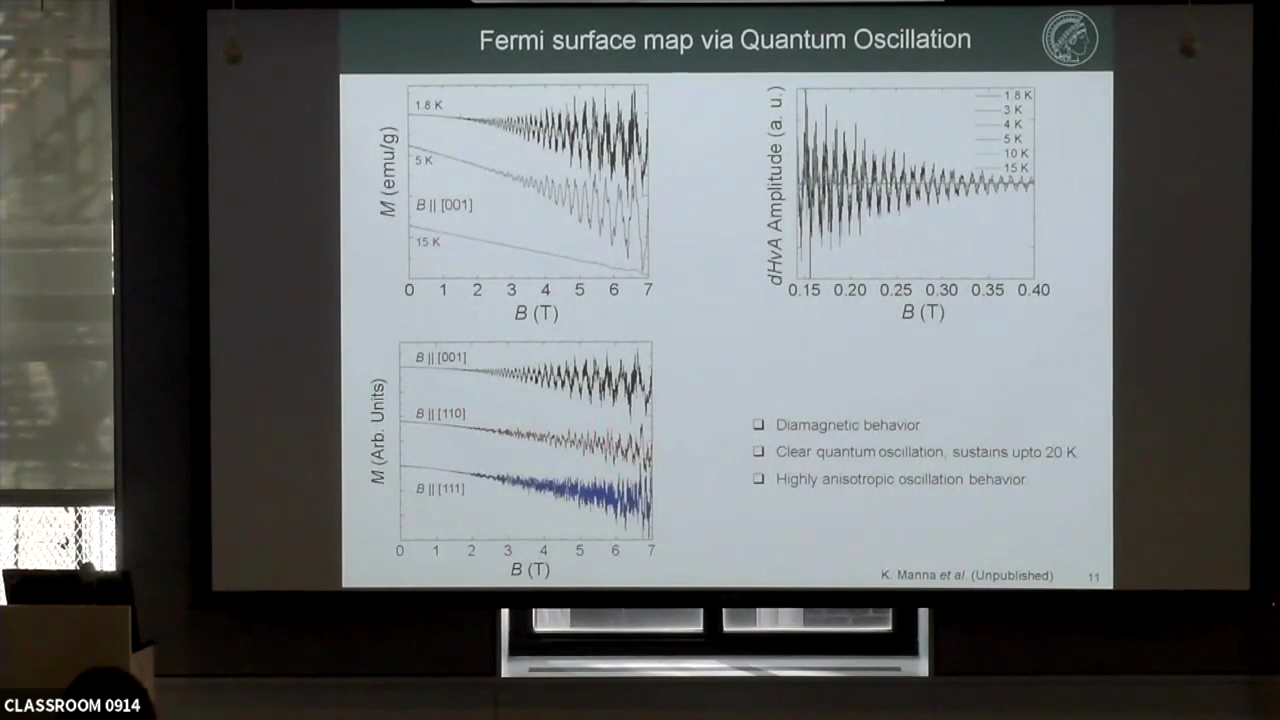 Fermi surface map via Quantum Oscillation
M (emu/g)
1.8 K
5 K
B || [001]
15 K
0 1 2 3 4 5 6 7
B (T)
dHvA Amplitude (a. u.)
1.8 K
3 K
4 K
5 K
10 K
15 K
0.15 0.20 0.25 0.30 0.35 0.40
B (T)
M (Arb. Units)
B || [001]
B || [110]
B || [111]
0 1 2 3 4 5 6 7
B (T)
❑ Diamagnetic behavior
❑ Clear quantum oscillation, sustains upto 20 K
❑ Highly anisotropic oscillation behavior
K. Manna et al. (Unpublished)
11
CLASSROOM 0914